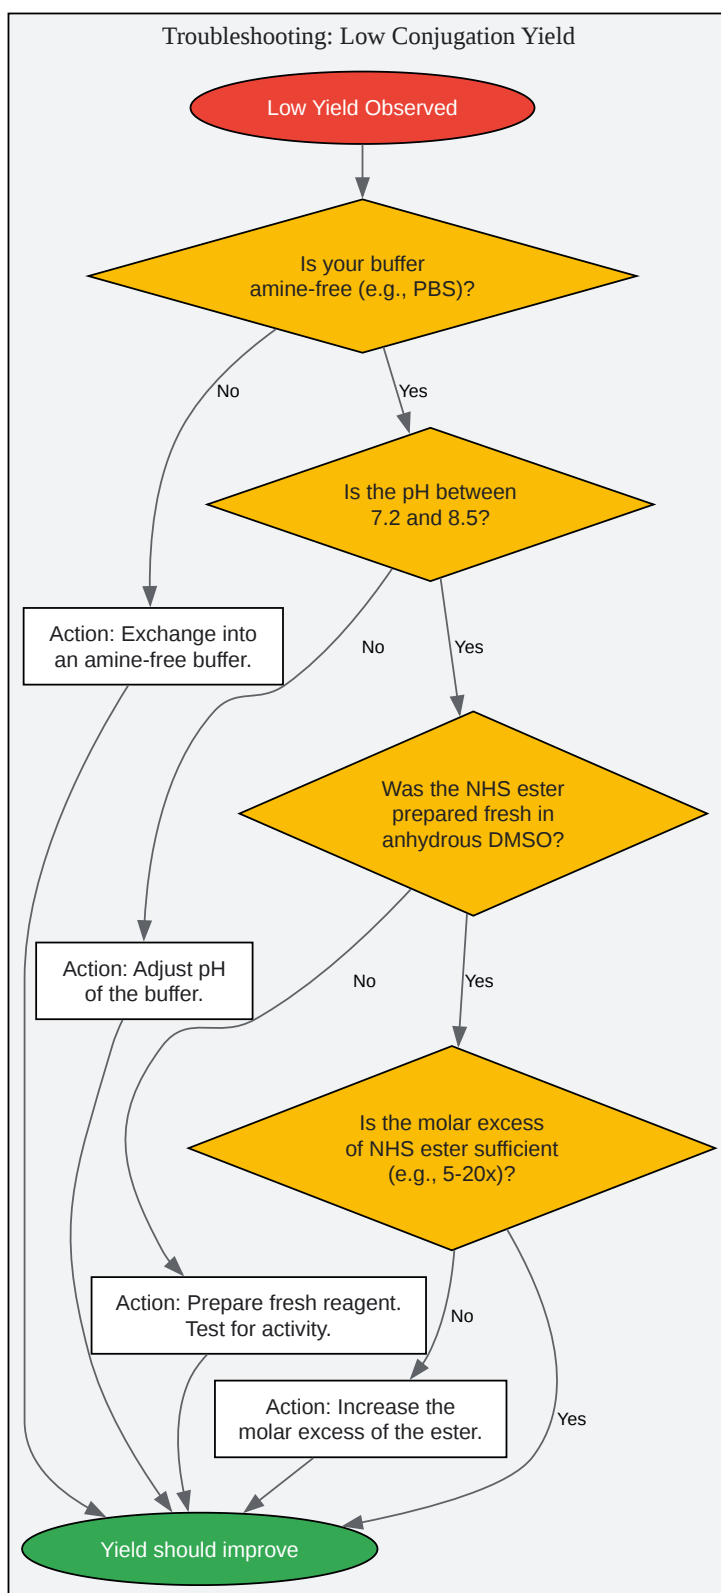 Troubleshooting: Low Conjugation Yield
Low Yield Observed
Is your buffer
amine-free (e.g., PBS)?
No
Yes
Is the pH between
7.2 and 8.5?
Action: Exchange into
an amine-free buffer.
No
Yes
Was the NHS ester
prepared fresh in
anhydrous DMSO?
Action: Adjust pH
of the buffer.
No
Yes
Is the molar excess
of NHS ester sufficient
(e.g., 5-20x)?
Action: Prepare fresh reagent.
Test for activity.
No
Action: Increase the
molar excess of the ester.
Yes
Yield should improve